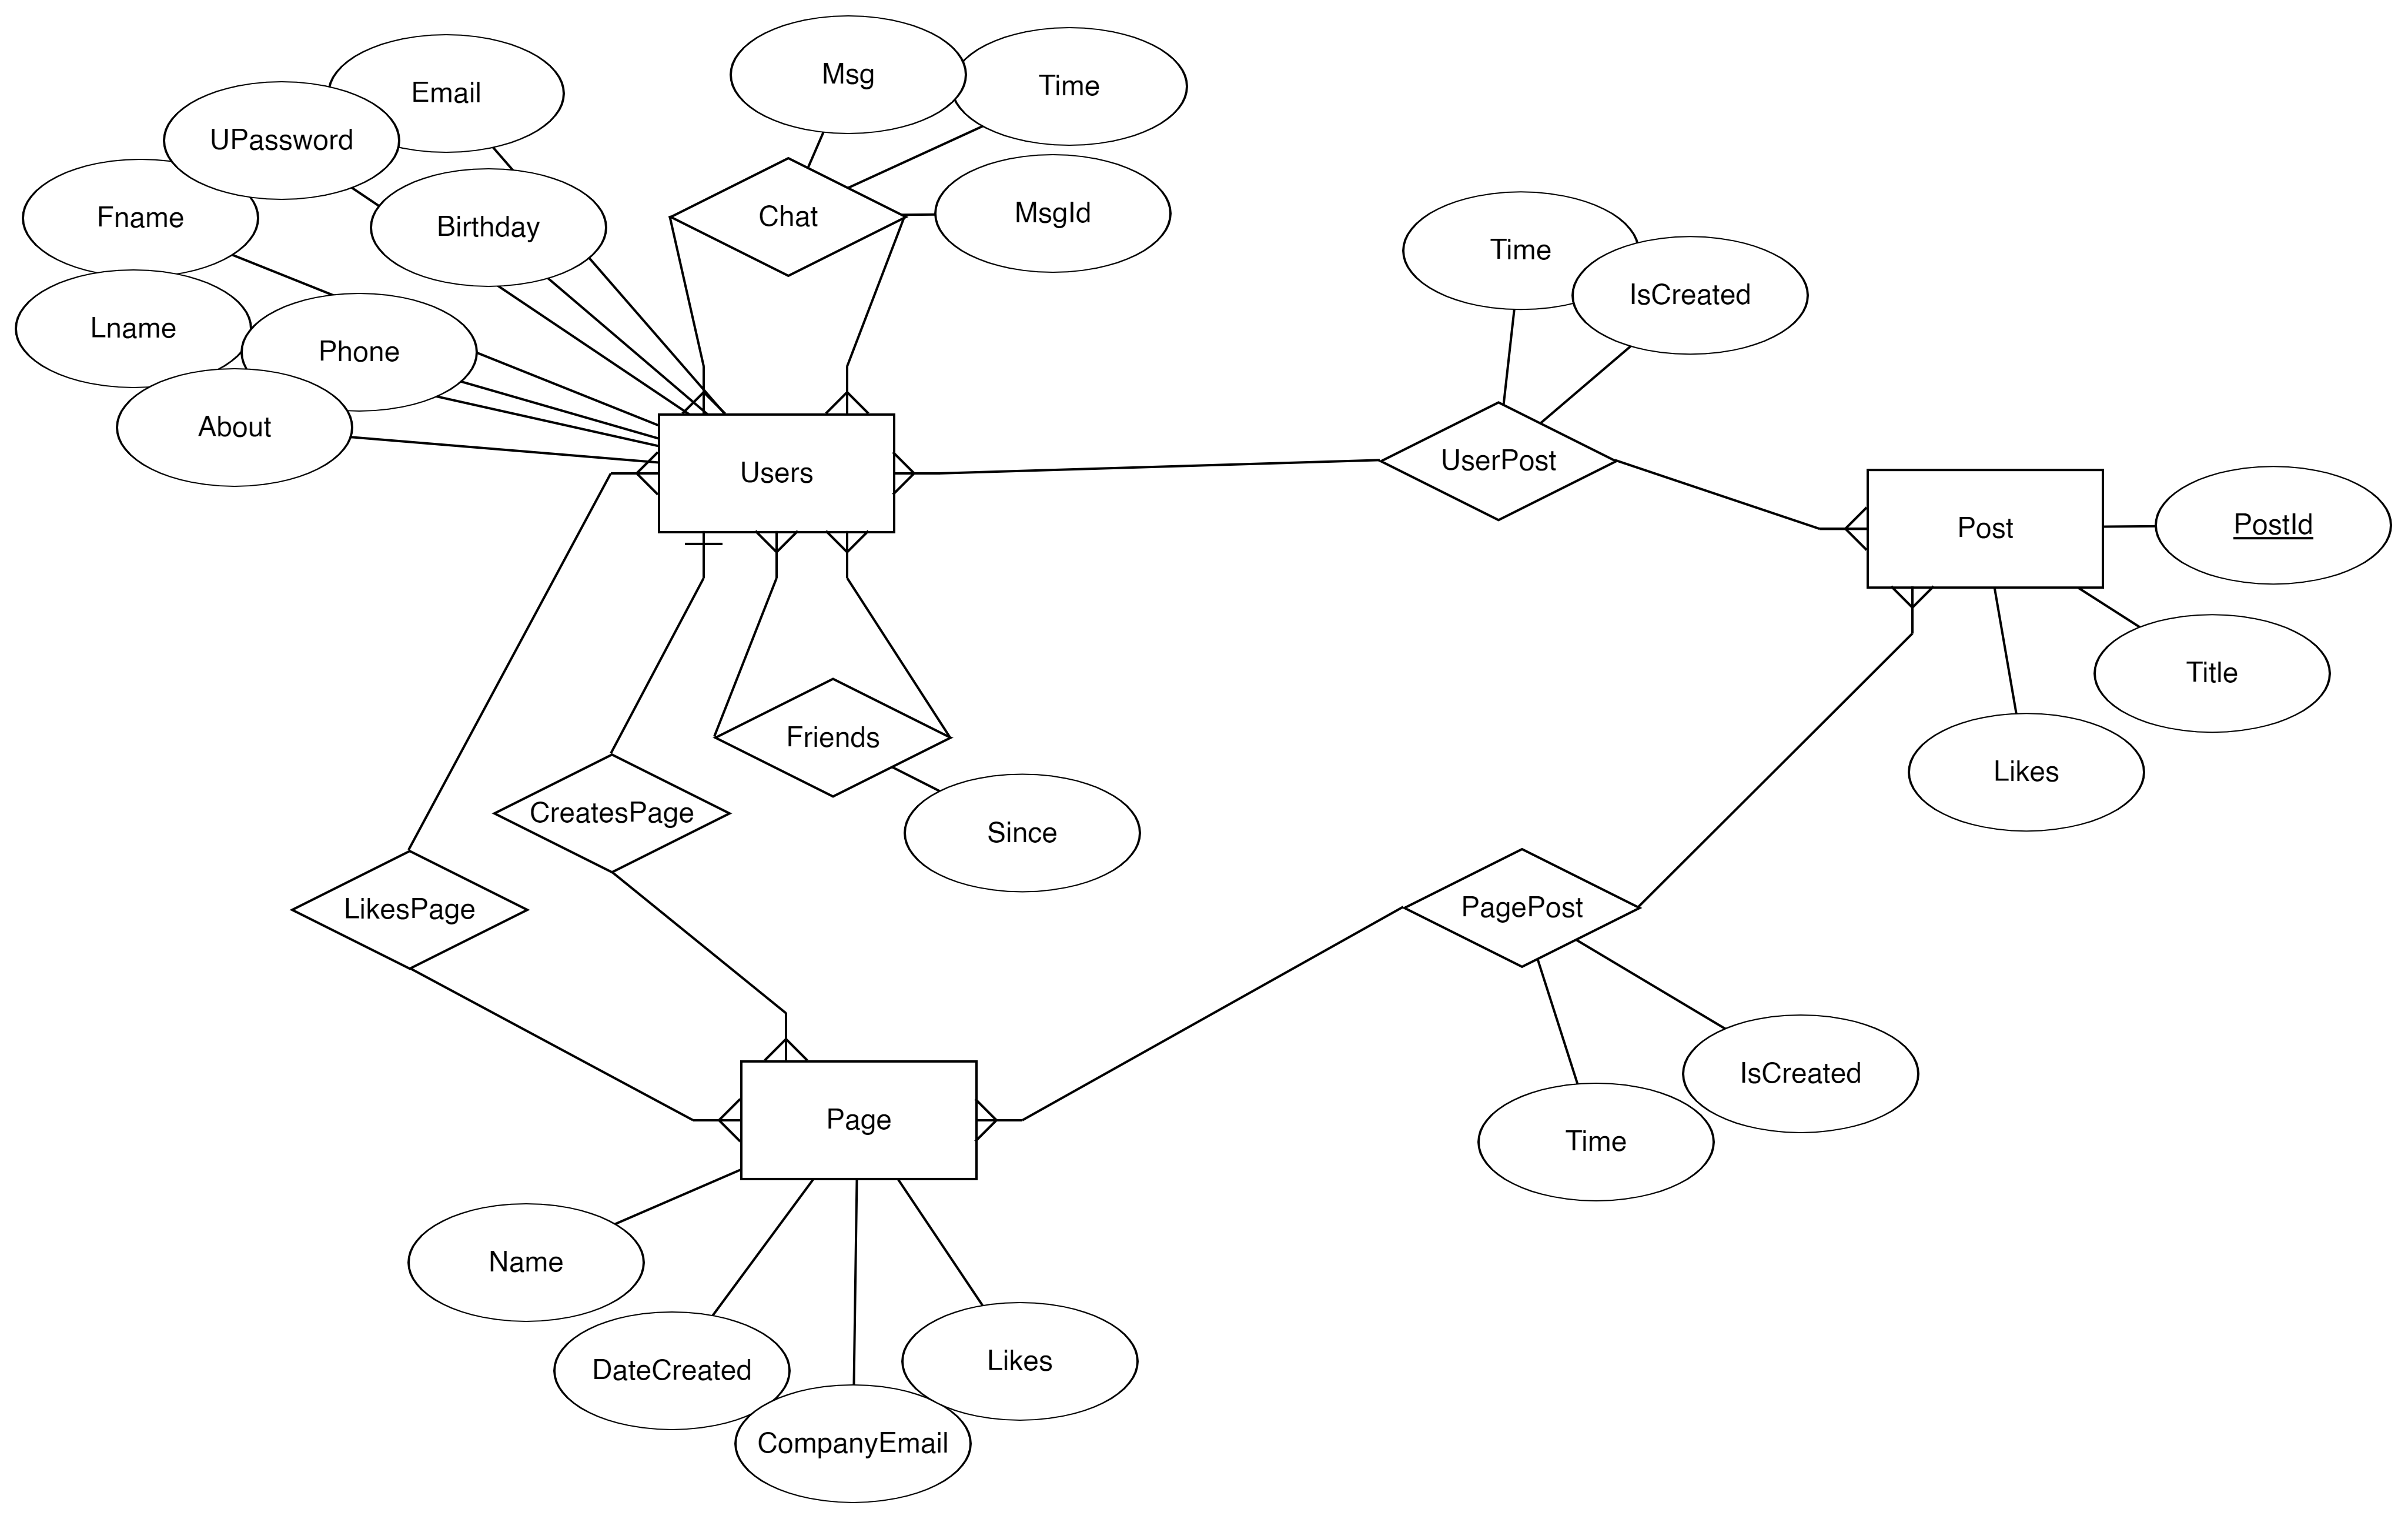 Msg
Time
Email
UPassword
MsgId
Chat
Fname
Birthday
Time
IsCreated
Lname
Phone
About
Users
UserPost
Post
PostId
Title
Friends
Likes
CreatesPage
Since
LikesPage
PagePost
IsCreated
Page
Time
Name
DateCreated
Likes
CompanyEmail